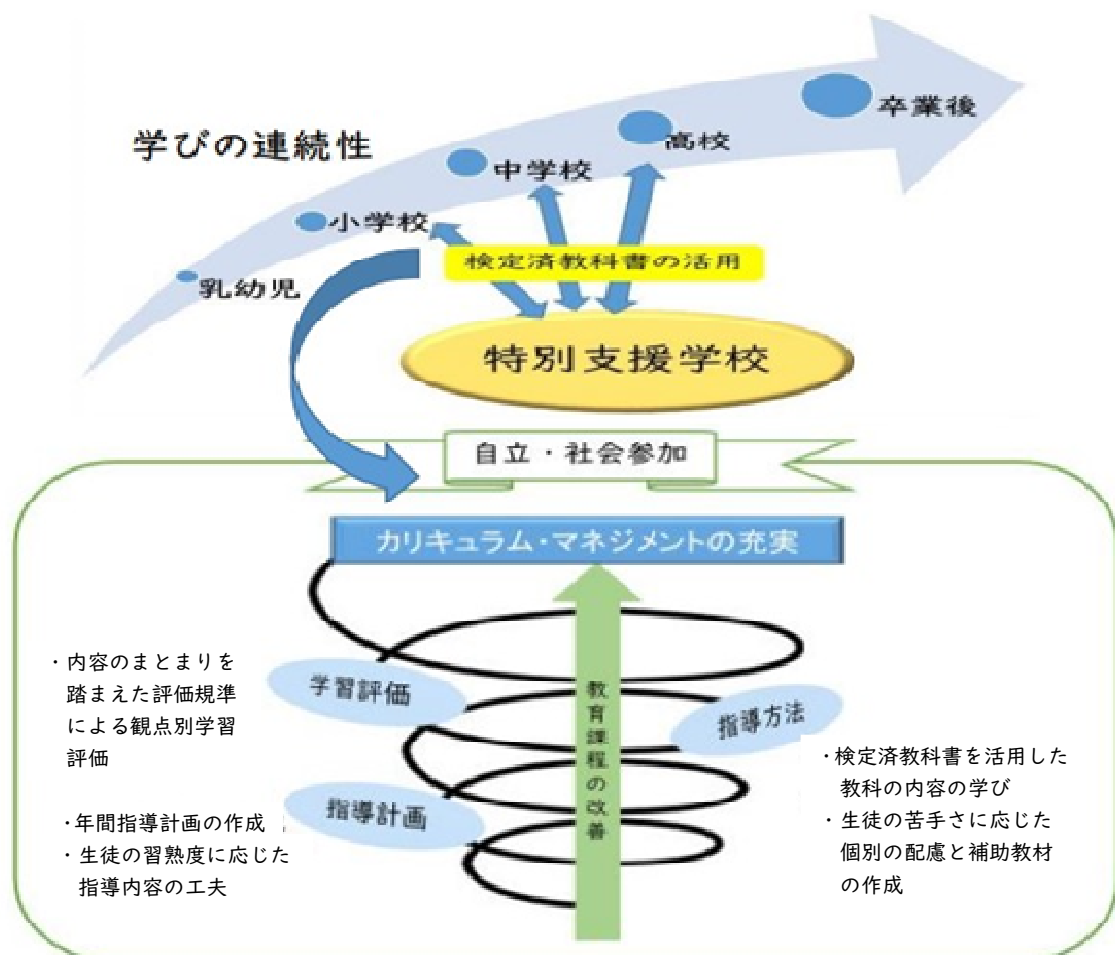 学びの連続性
卒業後
高校
中学校
小学校
乳幼児
検定済教科書の活用
特別支援学校
自立・社会参加
カリキュラム・マネジメントの充実
教育課程の改善
学習評価
指導方法
指導計画
・内容のまとまりを
踏まえた評価規準
による観点別学習
評価
・年間指導計画の作成
・生徒の習熟度に応じた
指導内容の工夫
・検定済教科書を活用した
教科の内容の学び
・生徒の苦手さに応じた
個別の配慮と補助教材
の作成